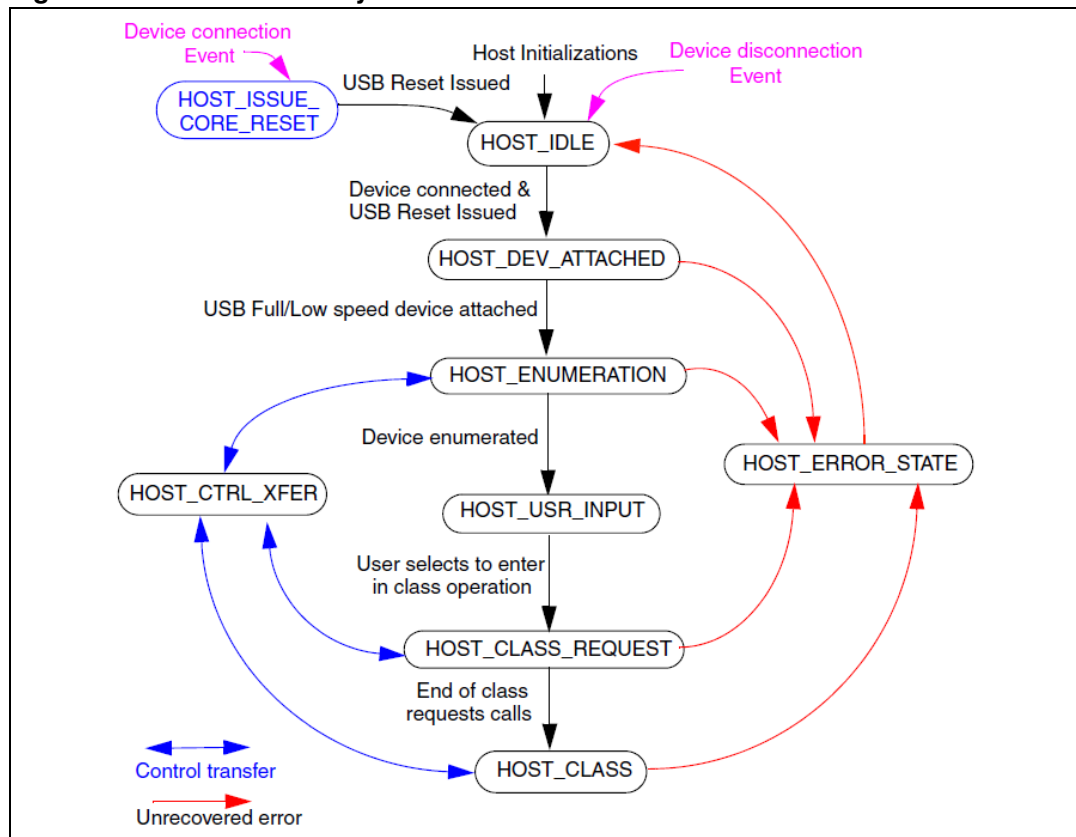 Device connection
Event
Host Initializations
Device disconnection
Event
USB Reset Issued
HOST_ISSUE_
CORE_RESET
HOST_IDLE
Device connected &
USB Reset Issued
HOST_DEV_ATTACHED
USB Full/Low speed device attached
HOST_ENUMERATION
Device enumerated
HOST_ERROR_STATE
HOST_CTRL_XFER
HOST_USR_INPUT
User selects to enter
in class operation
HOST_CLASS_REQUEST
End of class
requests calls
HOST_CLASS
Control transfer
Unrecovered error